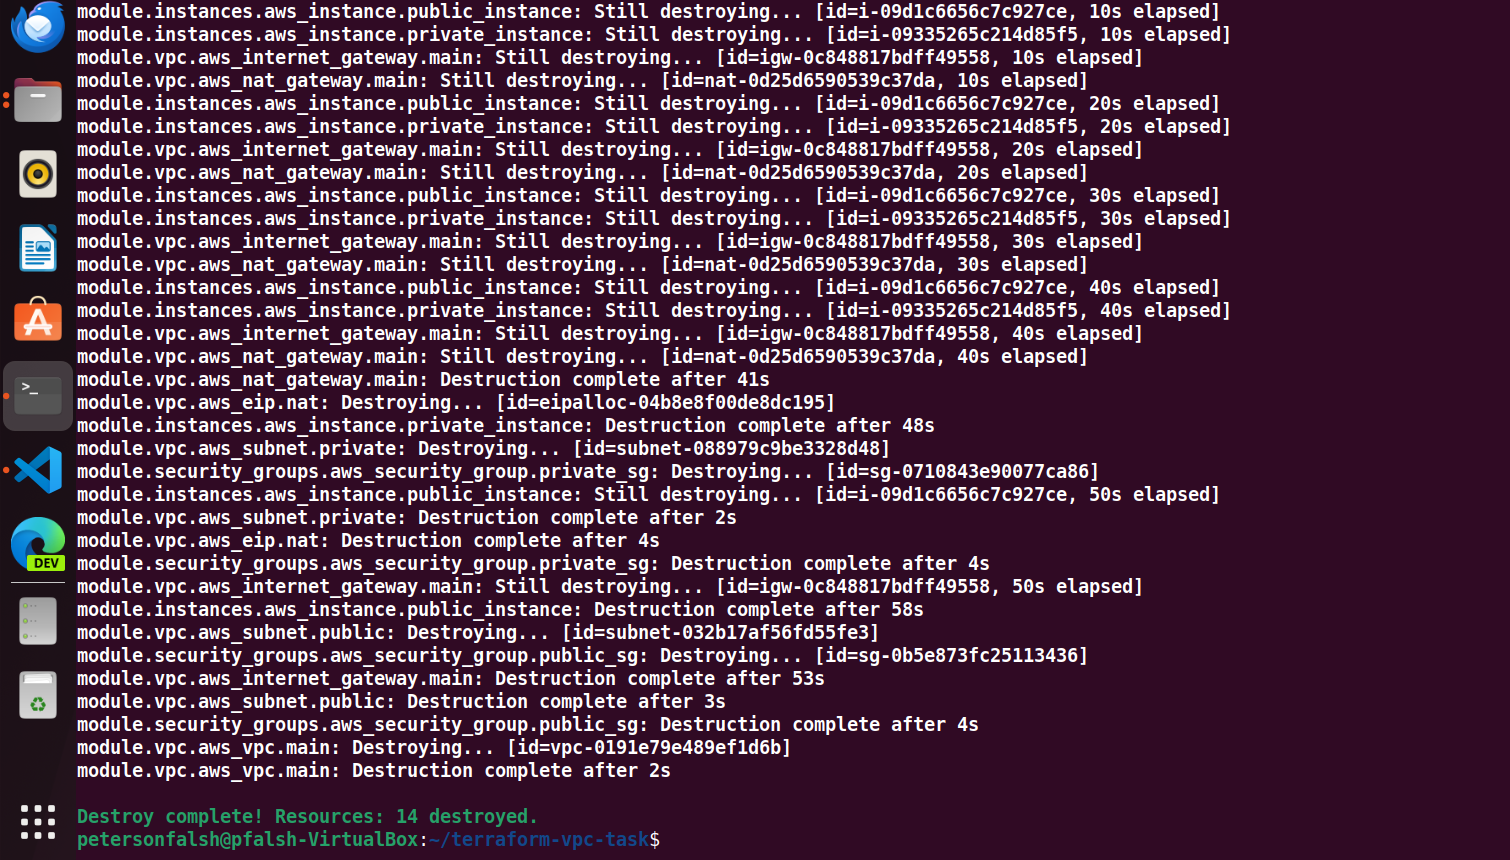 module.instances.aws_instance.public_instance: Still destroying... [id=i-09d1c6656c7c927ce, 10s elapsed]
module.instances.aws_instance.private_instance: Still destroying... [id=i-09335265c214d85f5, 10s elapsed]
module.vpc.aws_internet_gateway.main: Still destroying... [id=igw-0c848817bdff49558, 10s elapsed]
module.vpc.aws_nat_gateway.main: Still destroying... [id=nat-0d25d6590539c37da, 10s elapsed]
module.instances.aws_instance.public_instance: Still destroying... [id=i-09d1c6656c7c927ce, 20s elapsed]
module.instances.aws_instance.private_instance: Still destroying... [id=i-09335265c214d85f5, 20s elapsed]
module.vpc.aws_internet_gateway.main: Still destroying... [id=igw-0c848817bdff49558, 20s elapsed]
module.vpc.aws_nat_gateway.main: Still destroying... [id=nat-0d25d6590539c37da, 20s elapsed]
module.instances.aws_instance.public_instance: Still destroying... [id=i-09d1c6656c7c927ce, 30s elapsed]
module.instances.aws_instance.private_instance: Still destroying... [id=i-09335265c214d85f5, 30s elapsed]
module.vpc.aws_internet_gateway.main: Still destroying... [id=igw-0c848817bdff49558, 30s elapsed]
module.vpc.aws_nat_gateway.main: Still destroying... [id=nat-0d25d6590539c37da, 30s elapsed]
module.instances.aws_instance.public_instance: Still destroying... [id=i-09d1c6656c7c927ce, 40s elapsed]
module.instances.aws_instance.private_instance: Still destroying... [id=i-09335265c214d85f5, 40s elapsed]
module.vpc.aws_internet_gateway.main: Still destroying... [id=igw-0c848817bdff49558, 40s elapsed]
module.vpc.aws_nat_gateway.main: Still destroying... [id=nat-0d25d6590539c37da, 40s elapsed]
module.vpc.aws_nat_gateway.main: Destruction complete after 41s
module.vpc.aws_eip.nat: Destroying... [id=eipalloc-04b8e8f00de8dc195]
module.instances.aws_instance.private_instance: Destruction complete after 48s
module.vpc.aws_subnet.private: Destroying... [id=subnet-088979c9be3328d48]
module.security_groups.aws_security_group.private_sg: Destroying... [id=sg-0710843e90077ca86]
module.instances.aws_instance.public_instance: Still destroying... [id=i-09d1c6656c7c927ce, 50s elapsed]
module.vpc.aws_subnet.private: Destruction complete after 2s
module.vpc.aws_eip.nat: Destruction complete after 4s
module.security_groups.aws_security_group.private_sg: Destruction complete after 4s
module.vpc.aws_internet_gateway.main: Still destroying... [id=igw-0c848817bdff49558, 50s elapsed]
module.instances.aws_instance.public_instance: Destruction complete after 58s
module.vpc.aws_subnet.public: Destroying... [id=subnet-032b17af56fd55fe3]
module.security_groups.aws_security_group.public_sg: Destroying... [id=sg-0b5e873fc25113436]
module.vpc.aws_internet_gateway.main: Destruction complete after 53s
module.vpc.aws_subnet.public: Destruction complete after 3s
module.security_groups.aws_security_group.public_sg: Destruction complete after 4s
module.vpc.aws_vpc.main: Destroying... [id=vpc-0191e79e489ef1d6b]
module.vpc.aws_vpc.main: Destruction complete after 2s
Destroy complete! Resources: 14 destroyed.
petersonfalsh@pfalsh-VirtualBox:~/terraform-vpc-task$
>_
DEV